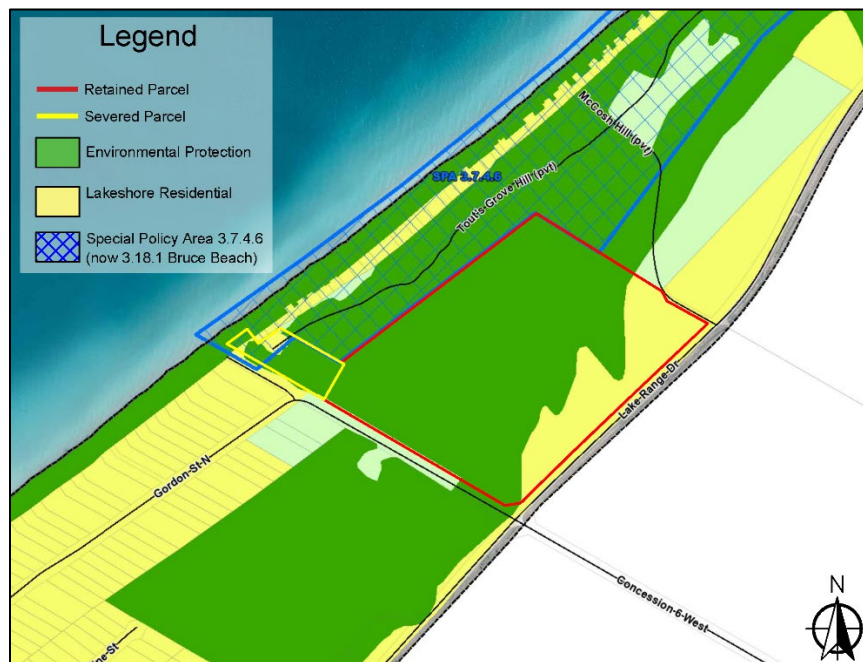 Legend
Retained Parcel
Severed Parcel
Environmental Protection
Lakeshore Residential
Special Policy Area 3.7.4.6
(now 3.18.1 Bruce Beach)
McCosh Hill (pvt)
SPA 3.7.4.6
Tout's Grove Hill (pvt)
Lake-Range-Dr
Gordon-St-N
Concession-6-West
N